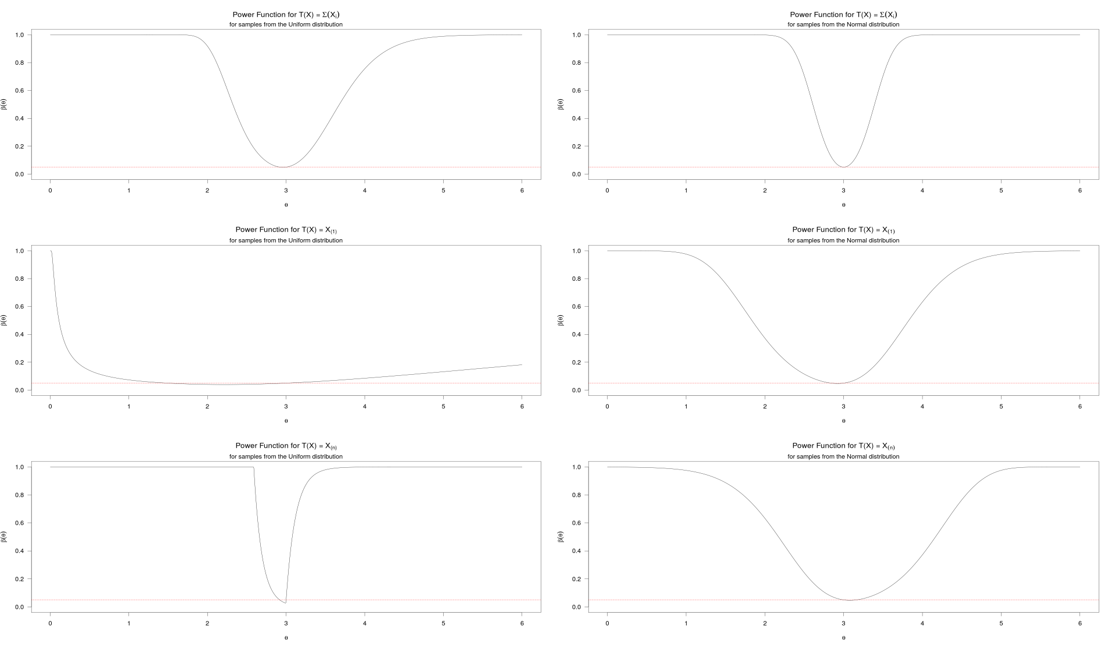 Power Function for T(X) = Σ(Xᵢ)
for samples from the Uniform distribution
1.0
0.8
0.6
0.4
0.2
0.0
β(θ)
0 1 2 3 4 5 6
θ
Power Function for T(X) = Σ(Xᵢ)
for samples from the Normal distribution
1.0
0.8
0.6
0.4
0.2
0.0
β(θ)
0 1 2 3 4 5 6
θ
Power Function for T(X) = X₍₁₎
for samples from the Uniform distribution
1.0
0.8
0.6
0.4
0.2
0.0
β(θ)
0 1 2 3 4 5 6
θ
Power Function for T(X) = X₍₁₎
for samples from the Normal distribution
1.0
0.8
0.6
0.4
0.2
0.0
β(θ)
0 1 2 3 4 5 6
θ
Power Function for T(X) = X₍ₙ₎
for samples from the Uniform distribution
1.0
0.8
0.6
0.4
0.2
0.0
β(θ)
0 1 2 3 4 5 6
θ
Power Function for T(X) = X₍ₙ₎
for samples from the Normal distribution
1.0
0.8
0.6
0.4
0.2
0.0
β(θ)
0 1 2 3 4 5 6
θ